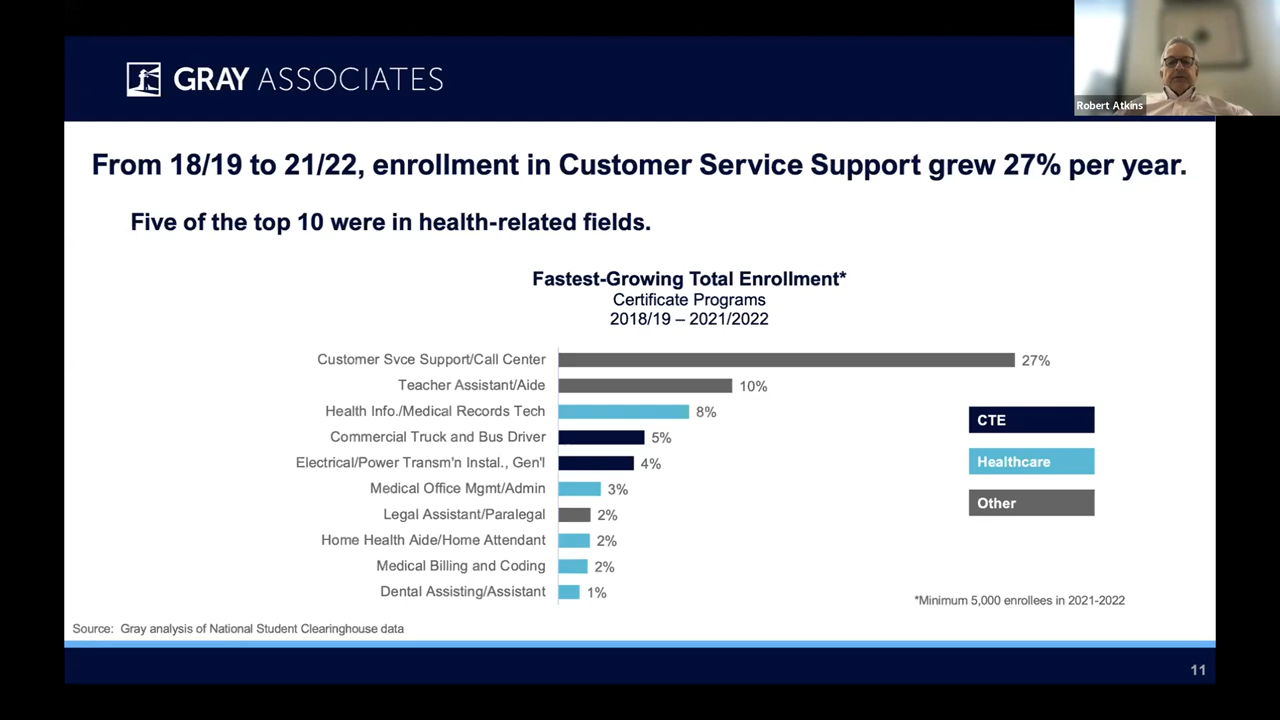 GRAY ASSOCIATES
Robert Atkins
From 18/19 to 21/22, enrollment in Customer Service Support grew 27% per year.
Five of the top 10 were in health-related fields.
Fastest-Growing Total Enrollment*
Certificate Programs
2018/19 – 2021/2022
Customer Svce Support/Call Center 27%
Teacher Assistant/Aide 10%
Health Info./Medical Records Tech 8%
Commercial Truck and Bus Driver 5%
Electrical/Power Transm'n Instal., Gen'l 4%
Medical Office Mgmt/Admin 3%
Legal Assistant/Paralegal 2%
Home Health Aide/Home Attendant 2%
Medical Billing and Coding 2%
Dental Assisting/Assistant 1%
CTE
Healthcare
Other
*Minimum 5,000 enrollees in 2021-2022
Source: Gray analysis of National Student Clearinghouse data
11